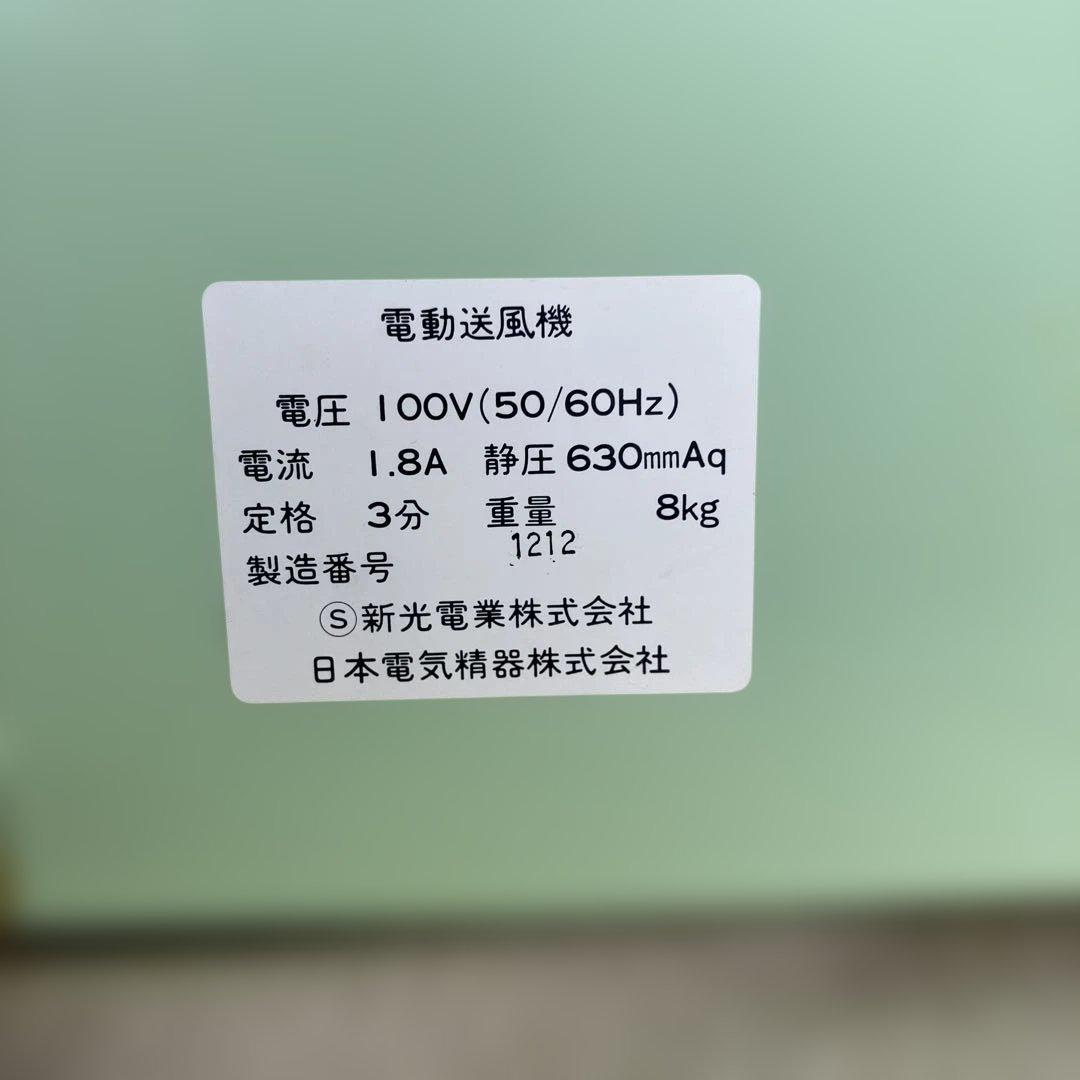 電動送風機
電圧 100V(50/60Hz)
電流 1.8A 静圧 630mmAq
定格 3分 重量 8kg
製造番号 1212
Ⓢ新光電業株式会社
日本電気精器株式会社